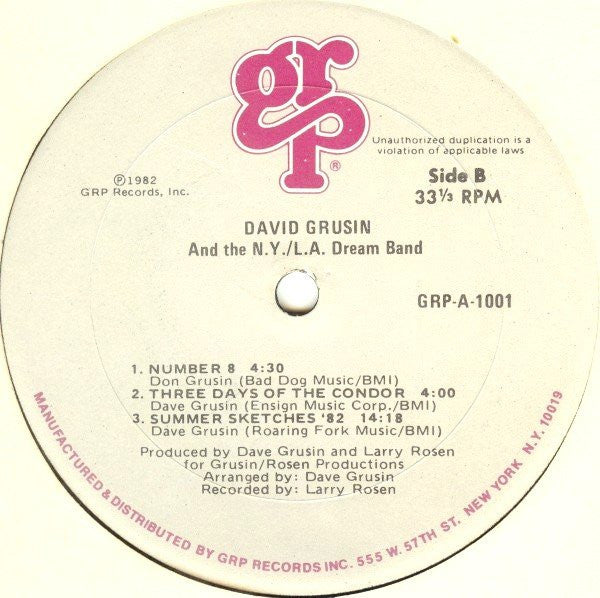 grp
®
Unauthorized duplication is a
violation of applicable laws
℗1982
GRP Records, Inc.
Side B
33⅓ RPM
DAVID GRUSIN
And the N.Y./L.A. Dream Band
GRP-A-1001
1. NUMBER 8 4:30
Don Grusin (Bad Dog Music/BMI)
2. THREE DAYS OF THE CONDOR 4:00
Dave Grusin (Ensign Music Corp./BMI)
3. SUMMER SKETCHES '82 14:18
Dave Grusin (Roaring Fork Music/BMI)
Produced by Dave Grusin and Larry Rosen
for Grusin/Rosen Productions
Arranged by: Dave Grusin
Recorded by: Larry Rosen
MANUFACTURED & DISTRIBUTED BY GRP RECORDS INC. 555 W. 57TH ST. NEW YORK N.Y. 10019